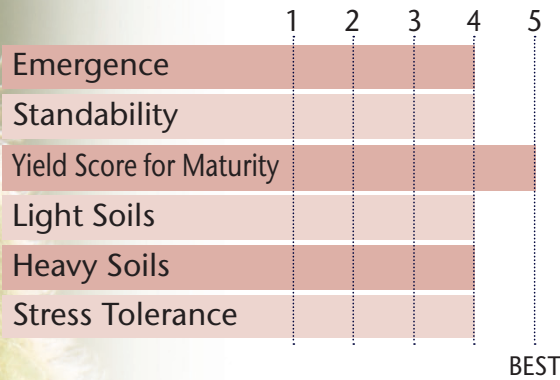 1 2 3 4 5
Emergence
Standability
Yield Score for Maturity
Light Soils
Heavy Soils
Stress Tolerance
BEST